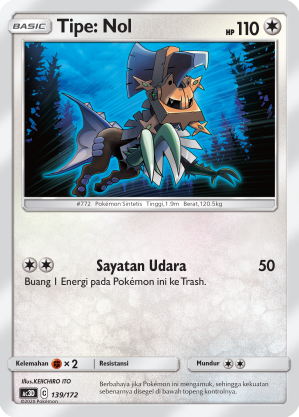 BASIC Tipe: Nol HP 110
#772 Pokémon Sintetis Tinggi,1.9m Berat,120.5kg
Sayatan Udara 50
Buang 1 Energi pada Pokémon ini ke Trash.
Kelemahan × 2 Resistansi Mundur
Illus.KEIICHIRO ITO
Berbahaya jika Pokémon ini mengamuk, sehingga kekuatan
sebenarnya disegel di bawah topeng kontrolnya.
C 139/172
©2020 Pokémon